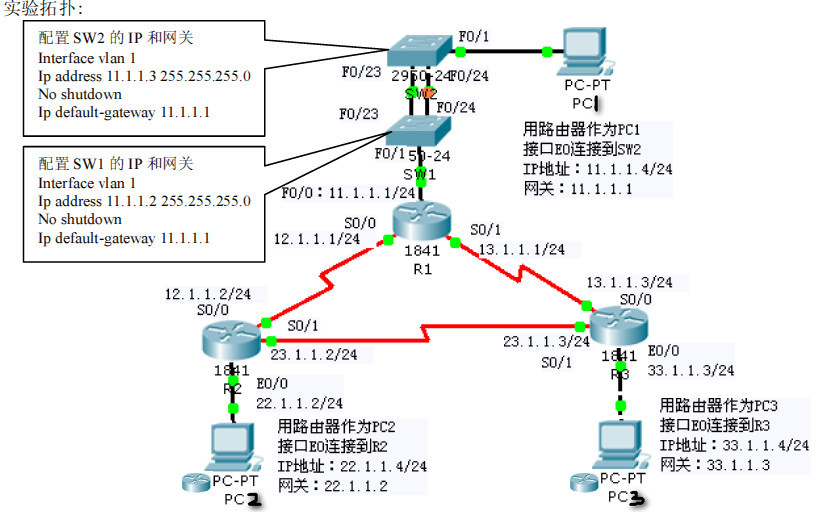 实验拓扑:
配置 SW2 的 IP 和网关
Interface vlan 1
Ip address 11.1.1.3 255.255.255.0
No shutdown
Ip default-gateway 11.1.1.1
F0/1
F0/23
2950-24
F0/24
SW2
PC-PT
PC1
F0/23
F0/24
用路由器作为PC1
接口E0连接到SW2
IP地址:11.1.1.4/24
网关:11.1.1.1
配置 SW1 的 IP 和网关
Interface vlan 1
Ip address 11.1.1.2 255.255.255.0
No shutdown
Ip default-gateway 11.1.1.1
F0/1
50-24
SW1
F0/0:11.1.1.1/24
S0/0
12.1.1.1/24
S0/1
13.1.1.1/24
1841
R1
12.1.1.2/24
S0/0
13.1.1.3/24
S0/0
S0/1
23.1.1.2/24
23.1.1.3/24
S0/1
1841
R2
1841
R3
E0/0
22.1.1.2/24
E0/0
33.1.1.3/24
用路由器作为PC2
接口E0连接到R2
IP地址:22.1.1.4/24
网关:22.1.1.2
PC-PT
PC2
用路由器作为PC3
接口E0连接到R3
IP地址:33.1.1.4/24
网关:33.1.1.3
PC-PT
PC3